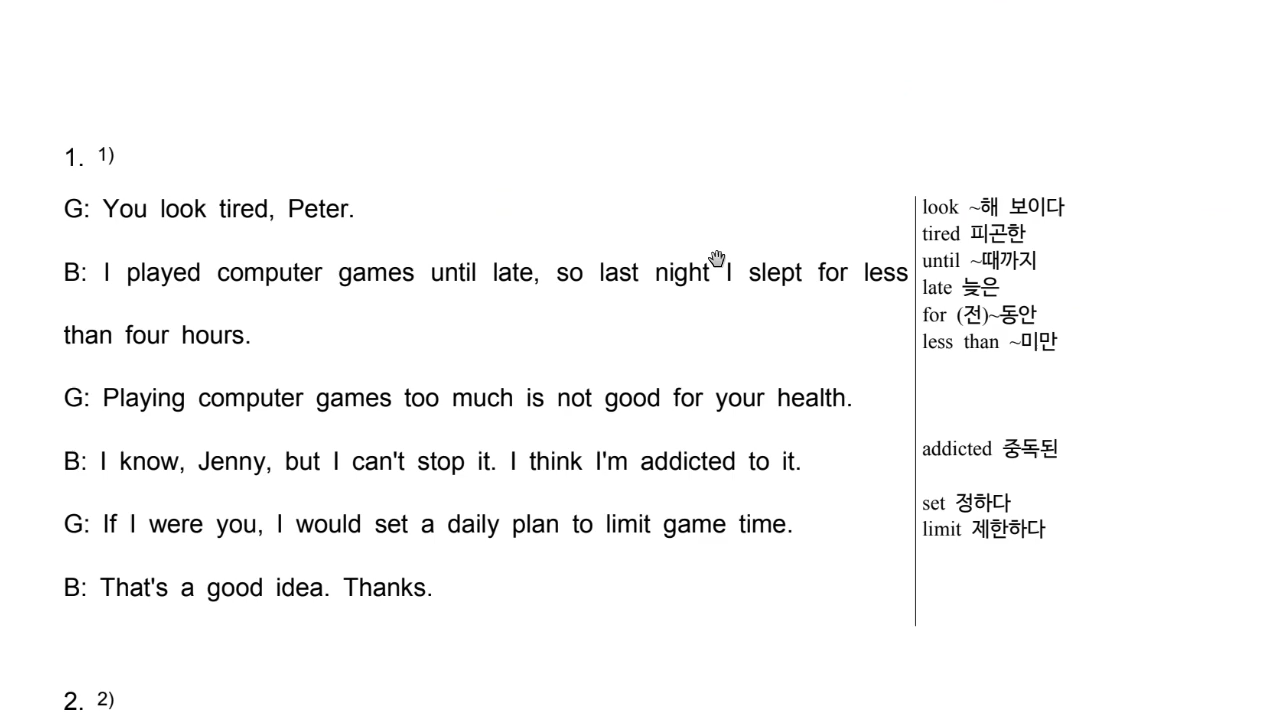 1. 1)
G: You look tired, Peter.
B: I played computer games until late, so last night I slept for less
than four hours.
G: Playing computer games too much is not good for your health.
B: I know, Jenny, but I can't stop it. I think I'm addicted to it.
G: If I were you, I would set a daily plan to limit game time.
B: That's a good idea. Thanks.
look ~해 보이다
tired 피곤한
until ~때까지
late 늦은
for (전)~동안
less than ~미만
addicted 중독된
set 정하다
limit 제한하다
2. 2)